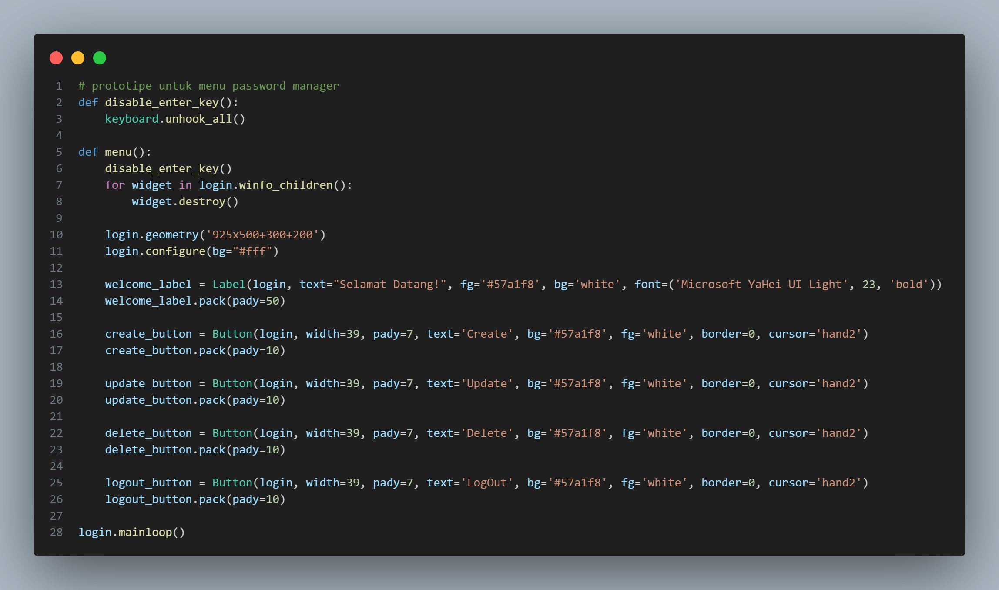 1 # prototipe untuk menu password manager
2 def disable_enter_key():
3     keyboard.unhook_all()
4
5 def menu():
6     disable_enter_key()
7     for widget in login.winfo_children():
8         widget.destroy()
9
10     login.geometry('925x500+300+200')
11     login.configure(bg="#fff")
12
13     welcome_label = Label(login, text="Selamat Datang!", fg='#57a1f8', bg='white', font=('Microsoft YaHei UI Light', 23, 'bold'))
14     welcome_label.pack(pady=50)
15
16     create_button = Button(login, width=39, pady=7, text='Create', bg='#57a1f8', fg='white', border=0, cursor='hand2')
17     create_button.pack(pady=10)
18
19     update_button = Button(login, width=39, pady=7, text='Update', bg='#57a1f8', fg='white', border=0, cursor='hand2')
20     update_button.pack(pady=10)
21
22     delete_button = Button(login, width=39, pady=7, text='Delete', bg='#57a1f8', fg='white', border=0, cursor='hand2')
23     delete_button.pack(pady=10)
24
25     logout_button = Button(login, width=39, pady=7, text='LogOut', bg='#57a1f8', fg='white', border=0, cursor='hand2')
26     logout_button.pack(pady=10)
27
28 login.mainloop()